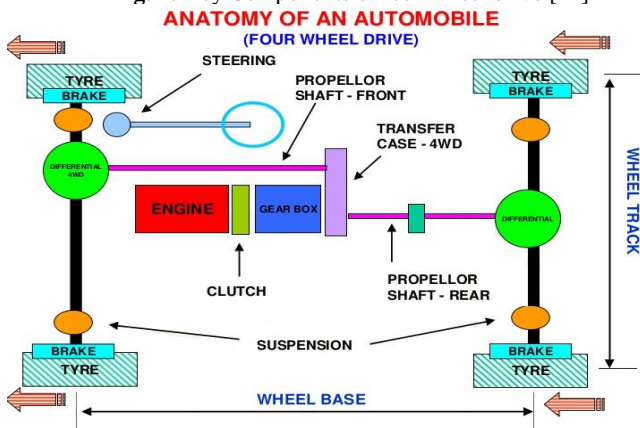 ANATOMY OF AN AUTOMOBILE
(FOUR WHEEL DRIVE)
STEERING
TYRE
BRAKE
PROPELLOR
SHAFT - FRONT
TRANSFER
CASE - 4WD
TYRE
BRAKE
DIFFERENTIAL
4WD
ENGINE
GEAR BOX
DIFFERENTIAL
WHEEL TRACK
CLUTCH
PROPELLOR
SHAFT - REAR
SUSPENSION
BRAKE
TYRE
BRAKE
TYRE
WHEEL BASE